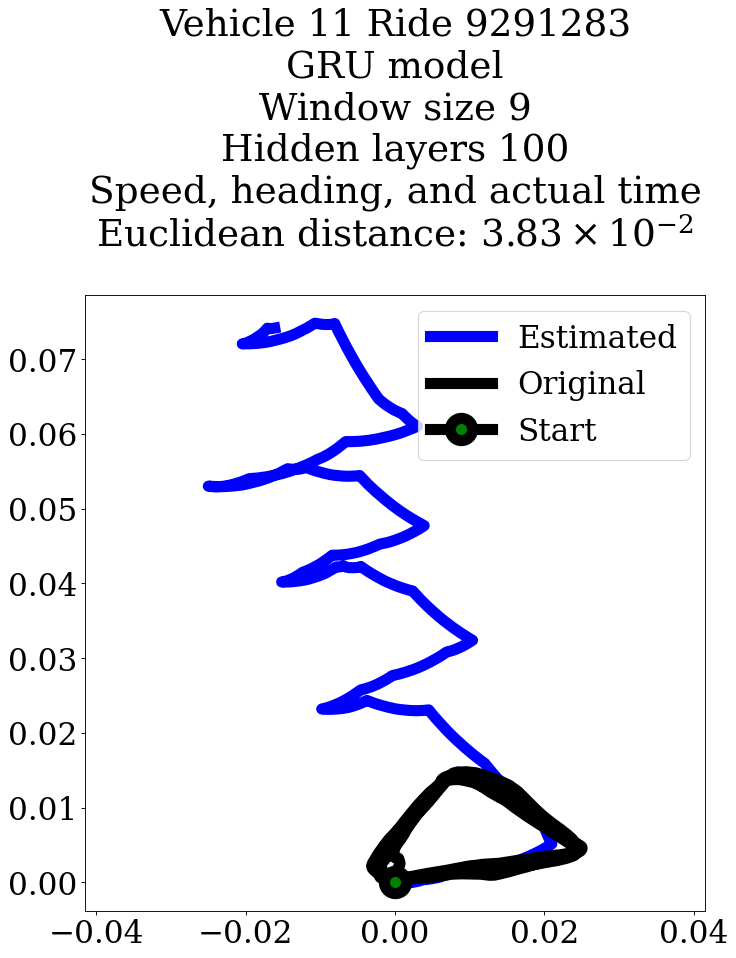 Vehicle 11 Ride 9291283
GRU model
Window size 9
Hidden layers 100
Speed, heading, and actual time
Euclidean distance: 3.83 × 10⁻²
Estimated
Original
Start
0.07
0.06
0.05
0.04
0.03
0.02
0.01
0.00
−0.04 −0.02 0.00 0.02 0.04